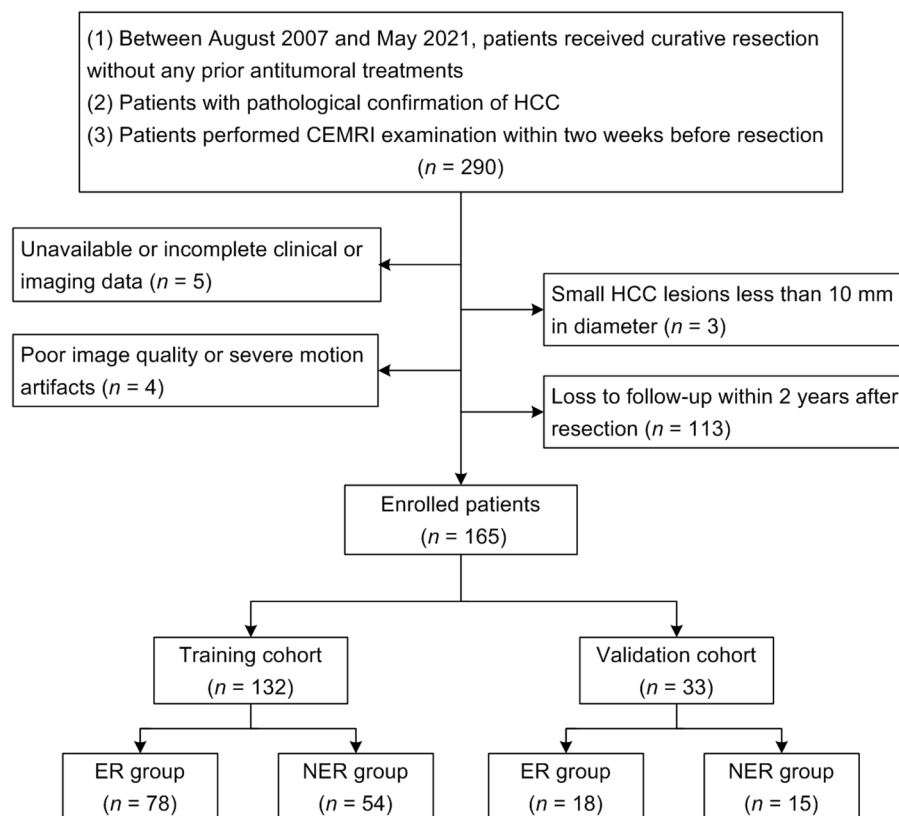 (1) Between August 2007 and May 2021, patients received curative resection
without any prior antitumoral treatments
(2) Patients with pathological confirmation of HCC
(3) Patients performed CEMRI examination within two weeks before resection
(n = 290)
Unavailable or incomplete clinical or
imaging data (n = 5)
Small HCC lesions less than 10 mm
in diameter (n = 3)
Poor image quality or severe motion
artifacts (n = 4)
Loss to follow-up within 2 years after
resection (n = 113)
Enrolled patients
(n = 165)
Training cohort
(n = 132)
Validation cohort
(n = 33)
ER group
(n = 78)
NER group
(n = 54)
ER group
(n = 18)
NER group
(n = 15)